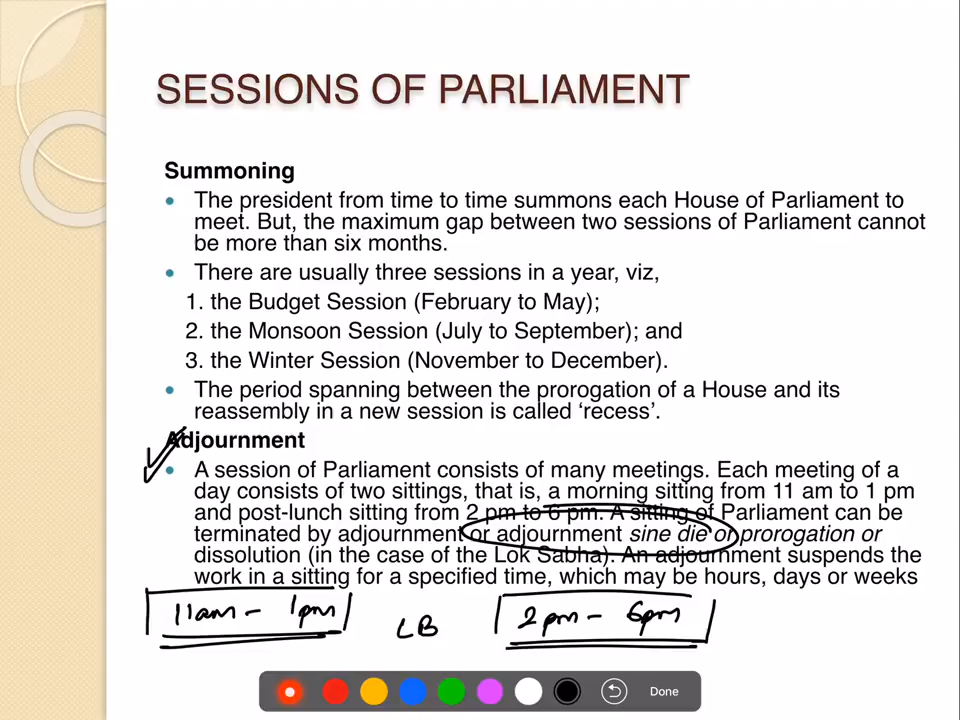 SESSIONS OF PARLIAMENT
Summoning
• The president from time to time summons each House of Parliament to
meet. But, the maximum gap between two sessions of Parliament cannot
be more than six months.
• There are usually three sessions in a year, viz,
1. the Budget Session (February to May);
2. the Monsoon Session (July to September); and
3. the Winter Session (November to December).
• The period spanning between the prorogation of a House and its
reassembly in a new session is called ‘recess’.
Adjournment
• A session of Parliament consists of many meetings. Each meeting of a
day consists of two sittings, that is, a morning sitting from 11 am to 1 pm
and post-lunch sitting from 2 pm to 6 pm. A sitting of Parliament can be
terminated by adjournment or adjournment sine die or prorogation or
dissolution (in the case of the Lok Sabha). An adjournment suspends the
work in a sitting for a specified time, which may be hours, days or weeks
11am - 1pm LB 2pm - 6pm
Done